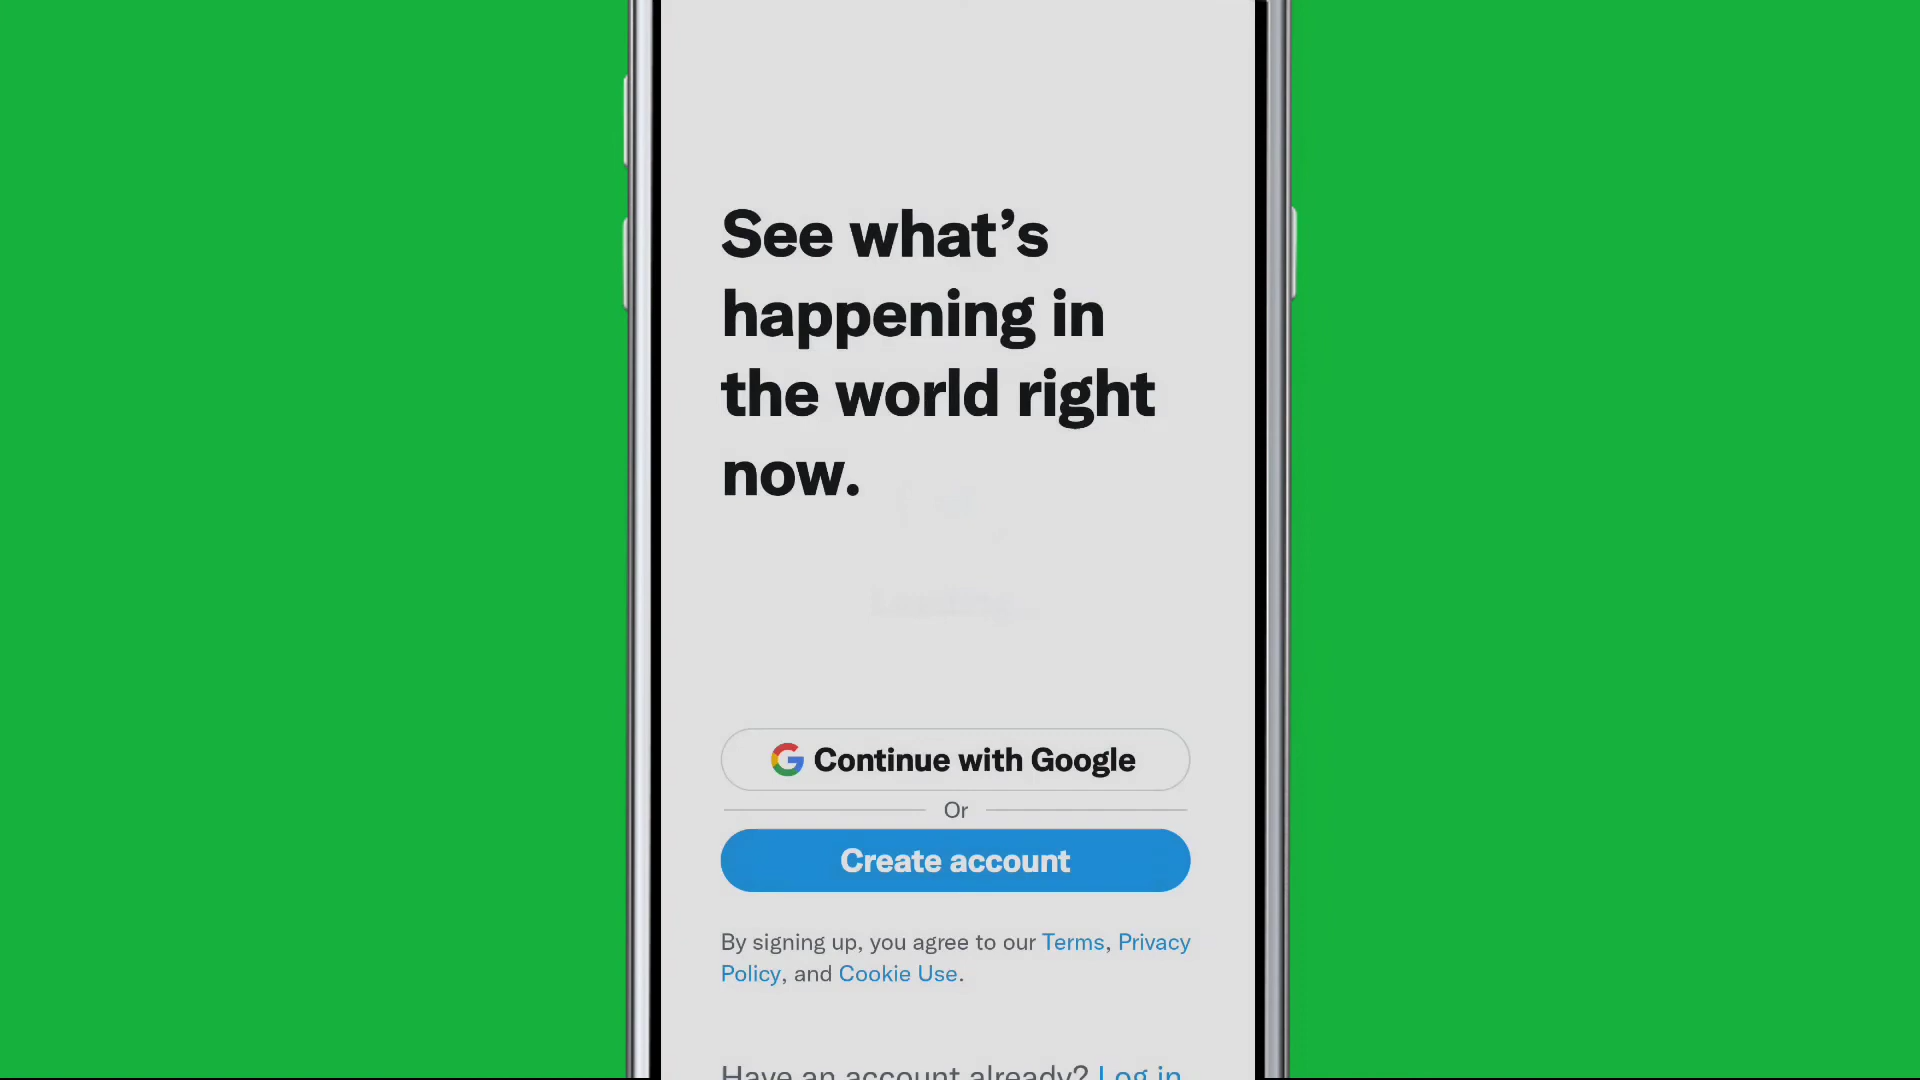 See what’s
happening in
the world right
now.
Loading...
Continue with Google
Or
Create account
By signing up, you agree to our Terms, Privacy
Policy, and Cookie Use.
Have an account already? Log in